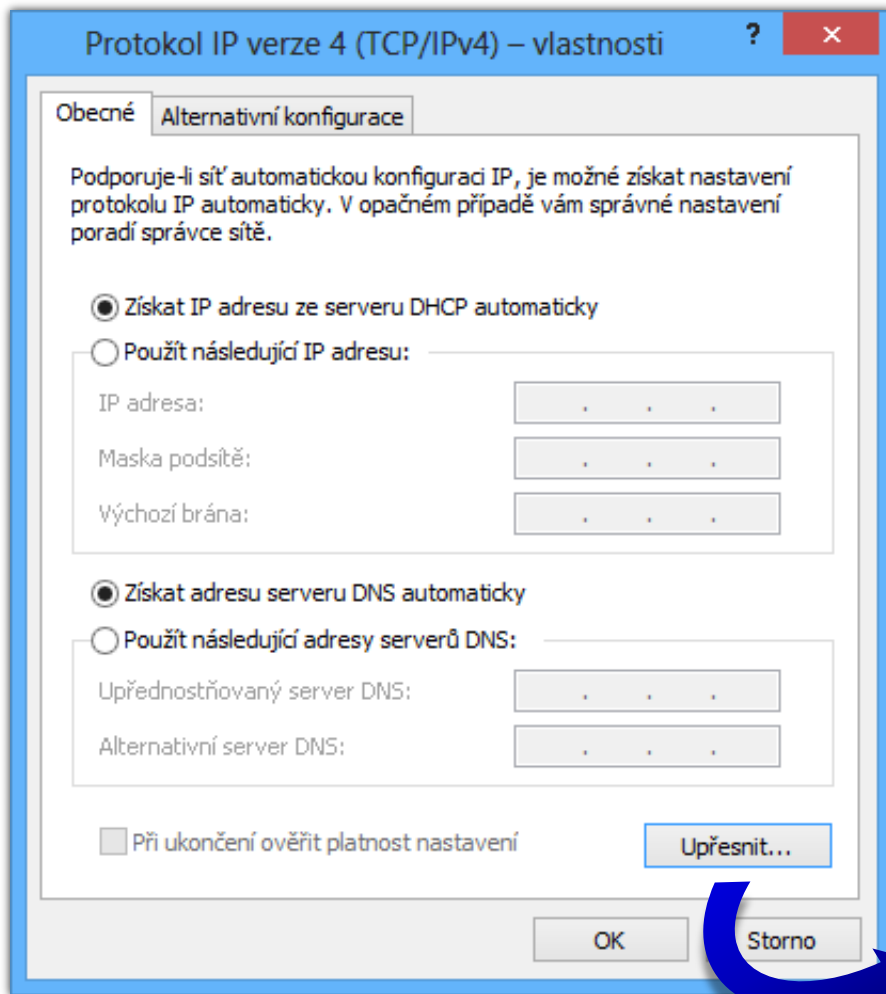 Protokol IP verze 4 (TCP/IPv4) – vlastnosti
?
×
Obecné
Alternativní konfigurace
Podporuje-li síť automatickou konfiguraci IP, je možné získat nastavení
protokolu IP automaticky. V opačném případě vám správné nastavení
poradí správce sítě.
Získat IP adresu ze serveru DHCP automaticky
Použít následující IP adresu:
IP adresa: . . .
Maska podsítě: . . .
Výchozí brána: . . .
Získat adresu serveru DNS automaticky
Použít následující adresy serverů DNS:
Upřednostňovaný server DNS: . . .
Alternativní server DNS: . . .
Při ukončení ověřit platnost nastavení
Upřesnit...
OK
Storno